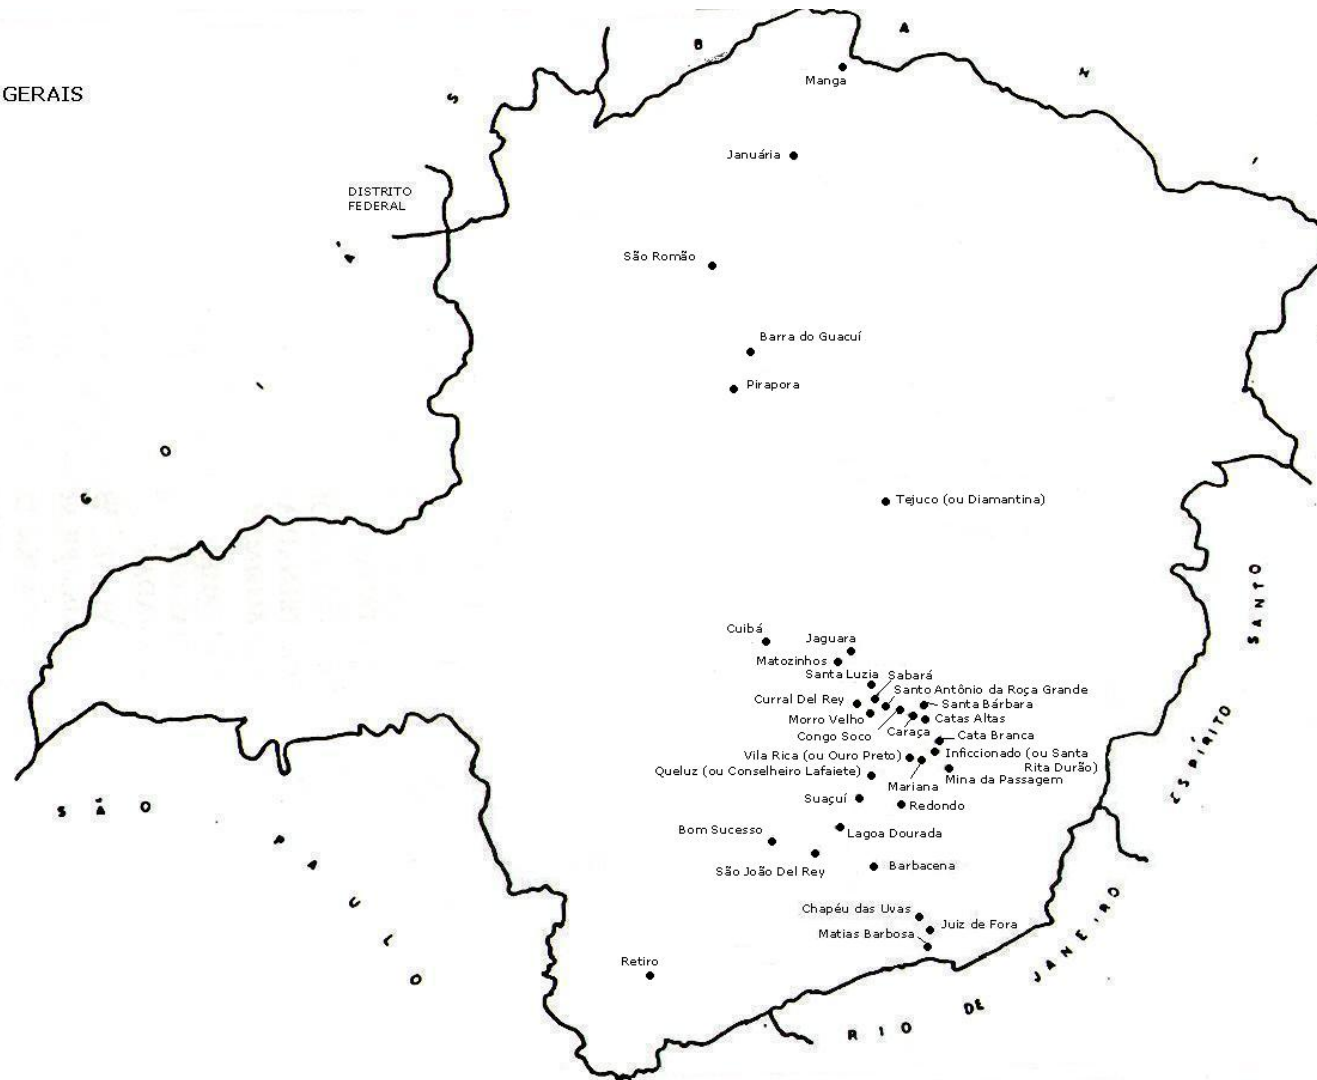 B A H I A
Manga
GERAIS
Januária
DISTRITO
FEDERAL
São Romão
G O I Á S
Barra do Guacuí
Pirapora
Tejuco (ou Diamantina)
Cuibá
Jaguara
Matozinhos
Santa Luzia
Sabará
Santo Antônio da Roça Grande
Curral Del Rey
Santa Bárbara
Morro Velho
Catas Altas
Congo Soco
Caraça
Cata Branca
Vila Rica (ou Ouro Preto)
Inficcionado (ou Santa
Rita Durão)
Queluz (ou Conselheiro Lafaiete)
Mariana
Mina da Passagem
Suaçuí
Redondo
Lagoa Dourada
Bom Sucesso
São João Del Rey
Barbacena
Chapéu das Uvas
Juiz de Fora
Matias Barbosa
Retiro
SÃO PAULO
RIO DE JANEIRO
ESPÍRITO SANTO